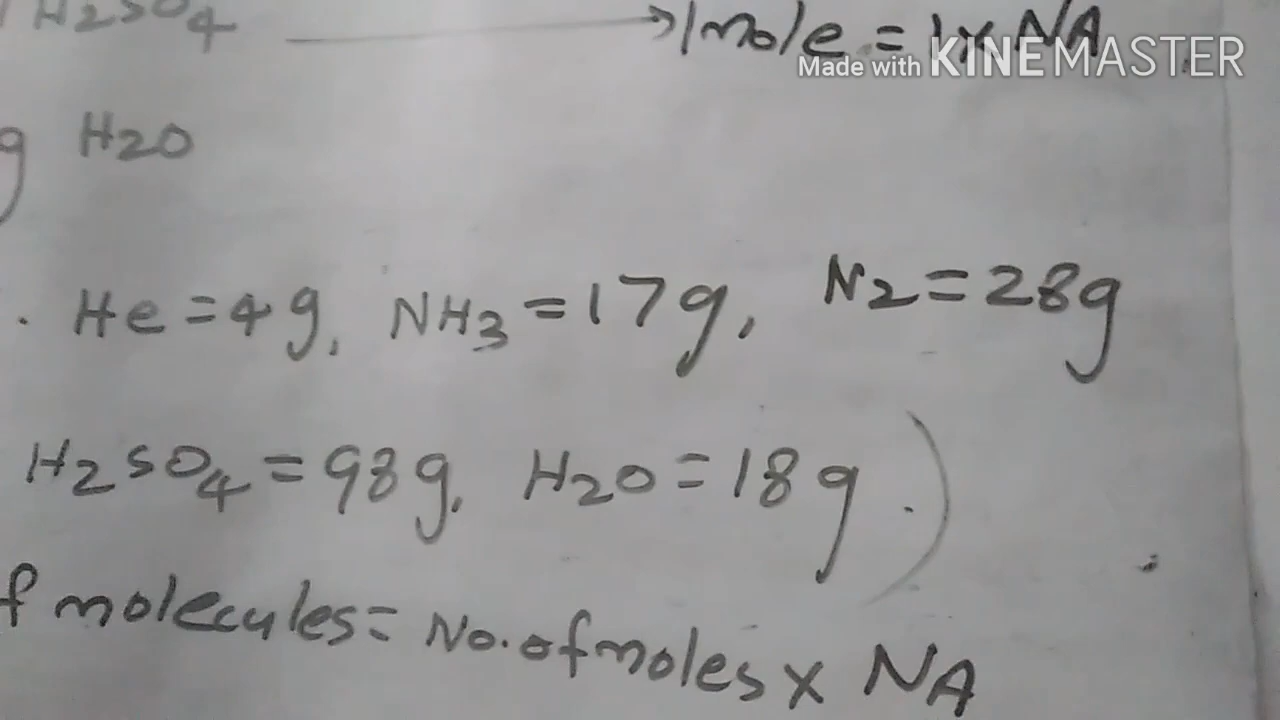 H2SO4 → 1mole = 1x NA
Made with KINEMASTER
g H2O
. He = 4g, NH3 = 17g, N2 = 28g
H2SO4 = 98g, H2O = 18g.)
f molecules = No. of moles x NA